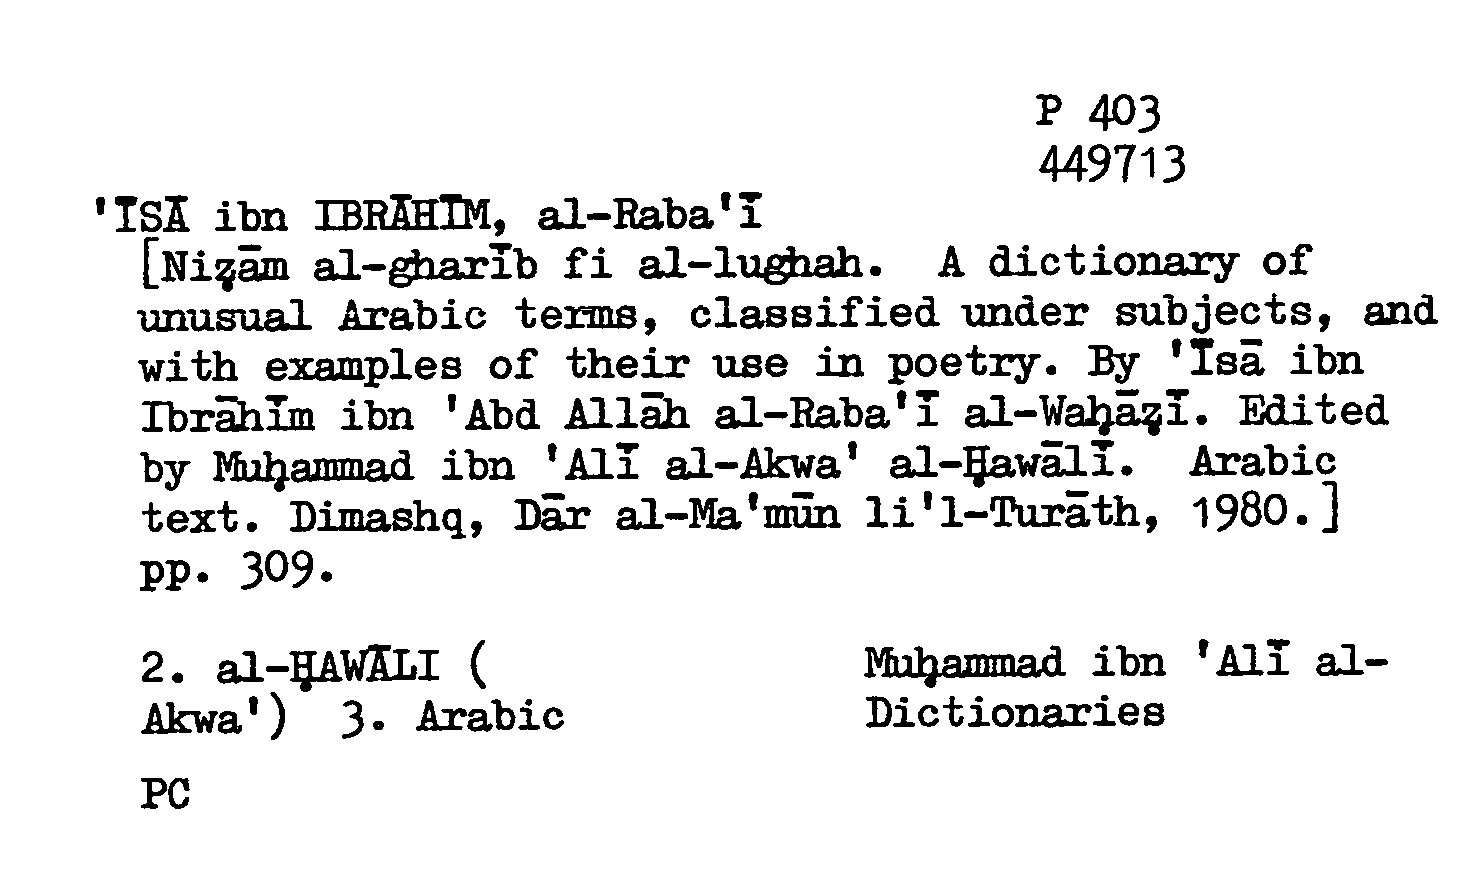 P 403
449713
'ĪSĀ ibn IBRĀHĪM, al-Raba'ī
[Niẓām al-gharīb fi al-lughah. A dictionary of
unusual Arabic terms, classified under subjects, and
with examples of their use in poetry. By 'Īsā ibn
Ibrāhīm ibn 'Abd Allāh al-Raba'ī al-Waḥāẓī. Edited
by Muḥammad ibn 'Alī al-Akwa' al-Ḥawālī. Arabic
text. Dimashq, Dār al-Ma'mūn li'l-Turāth, 1980.]
pp. 309.
2. al-ḤAWĀLI ( Muḥammad ibn 'Alī al-
Akwa') 3. Arabic Dictionaries
PC